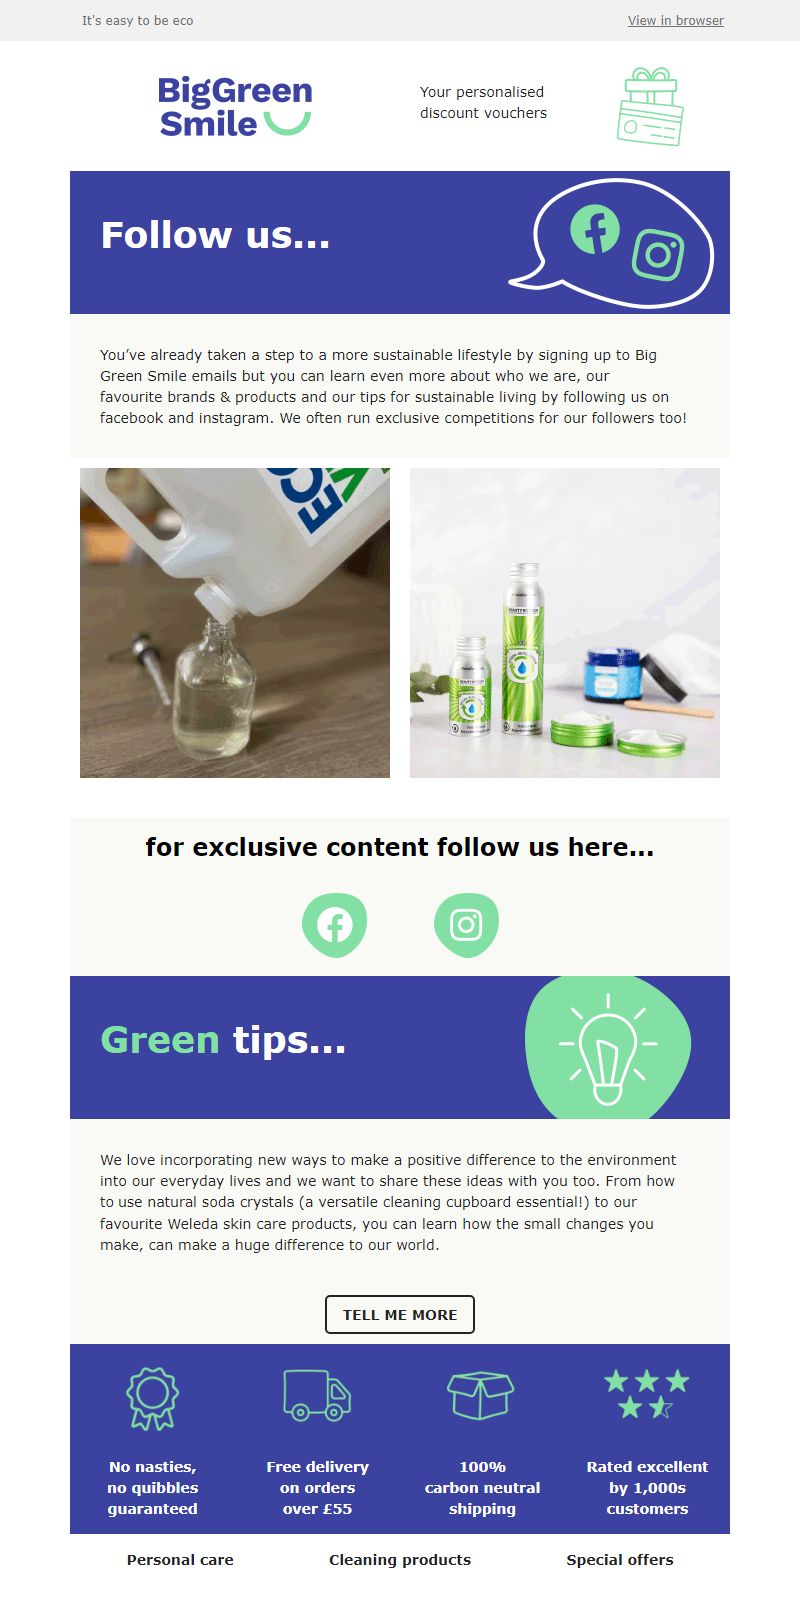 It's easy to be eco
View in browser
BigGreen
Smile
Your personalised
discount vouchers
Follow us...
You've already taken a step to a more sustainable lifestyle by signing up to Big
Green Smile emails but you can learn even more about who we are, our
favourite brands & products and our tips for sustainable living by following us on
facebook and instagram. We often run exclusive competitions for our followers too!
for exclusive content follow us here...
Green tips...
We love incorporating new ways to make a positive difference to the environment
into our everyday lives and we want to share these ideas with you too. From how
to use natural soda crystals (a versatile cleaning cupboard essential!) to our
favourite Weleda skin care products, you can learn how the small changes you
make, can make a huge difference to our world.
TELL ME MORE
No nasties,
no quibbles
guaranteed
Free delivery
on orders
over £55
100%
carbon neutral
shipping
Rated excellent
by 1,000s
customers
Personal care
Cleaning products
Special offers